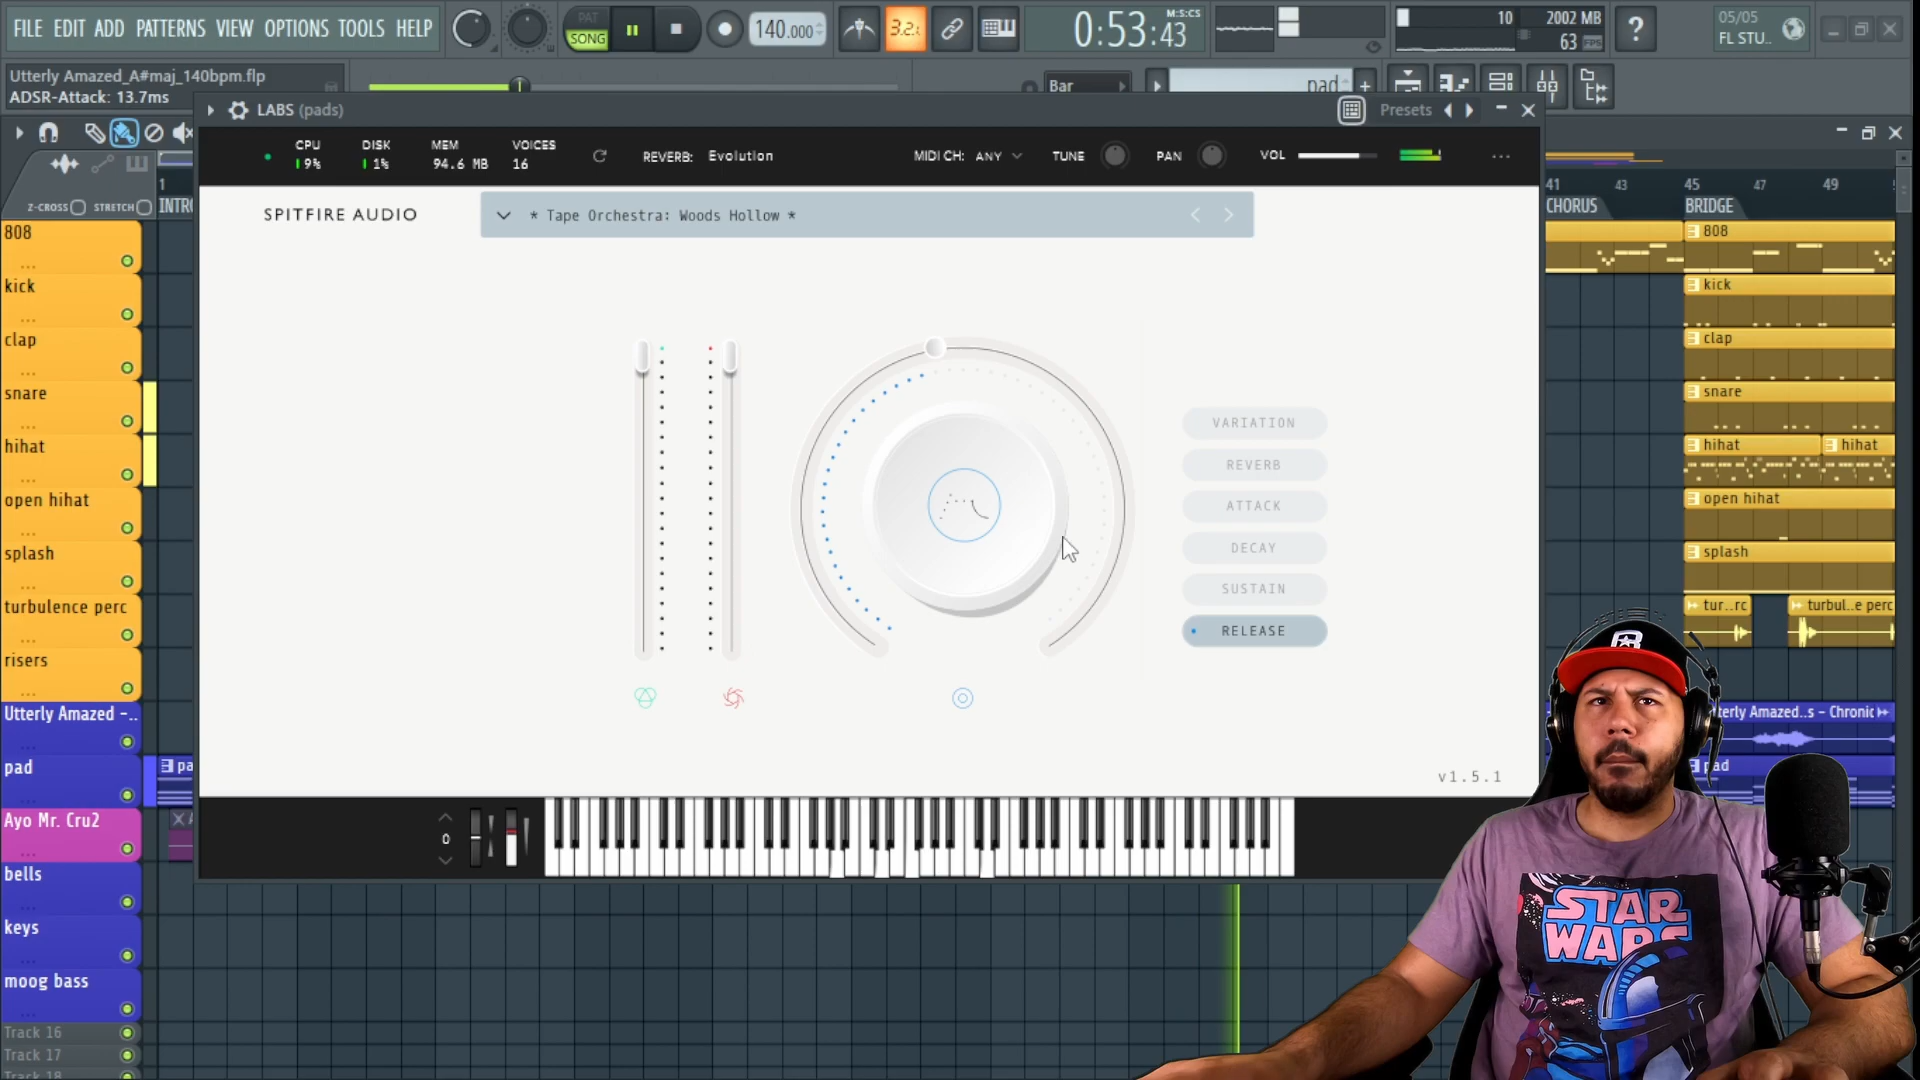 FILE EDIT ADD PATTERNS VIEW OPTIONS TOOLS HELP
PAT
SONG
140.000
3.2
0:53:43
M:S:CS
10
2002 MB
63
?
05/05
FL STU..
Utterly Amazed_A#maj_140bpm.flp
ADSR-Attack: 13.7ms
Bar
pad
LABS (pads)
Presets
CPU
9%
DISK
1%
MEM
94.6 MB
VOICES
16
REVERB: Evolution
MIDI CH: ANY
TUNE
PAN
VOL
SPITFIRE AUDIO
* Tape Orchestra: Woods Hollow *
VARIATION
REVERB
ATTACK
DECAY
SUSTAIN
RELEASE
v1.5.1
0
Z-CROSS
STRETCH
1
INTR
41
43
45
47
49
CHORUS
BRIDGE
808
kick
clap
snare
hihat
open hihat
splash
turbulence perc
risers
Utterly Amazed -..
pad
Ayo Mr. Cru2
bells
keys
moog bass
Track 16
Track 17
Track 18
pa
808
kick
clap
snare
hihat
hihat
open hihat
splash
tur..rc
turbul..e perc
terly Amazed..s - Chronic
pad
STAR
WARS